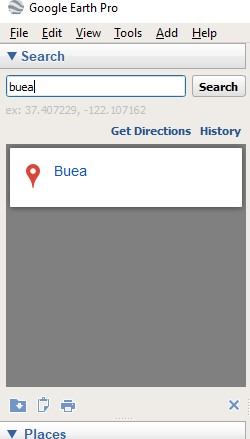 Google Earth Pro
File Edit View Tools Add Help
Search
buea Search
ex: 37.407229, -122.107162
Get Directions History
Buea
Places